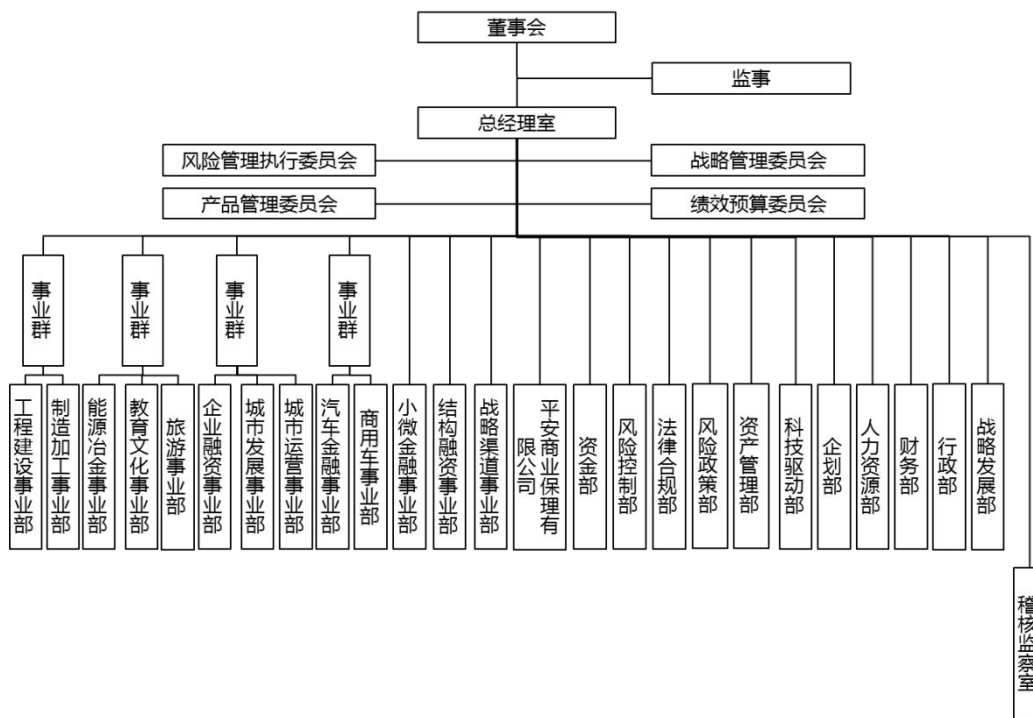 董事会
监事
总经理室
风险管理执行委员会
战略管理委员会
产品管理委员会
绩效预算委员会
事业群
事业群
事业群
事业群
工程建设事业部
制造加工事业部
能源冶金事业部
教育文化事业部
旅游事业部
企业融资事业部
城市发展事业部
城市运营事业部
汽车金融事业部
商用车事业部
小微金融事业部
结构融资事业部
战略渠道事业部
平安商业保理有
限公司
资金部
风险控制部
法律合规部
风险政策部
资产管理部
科技驱动部
企划部
人力资源部
财务部
行政部
战略发展部
稽核监察室